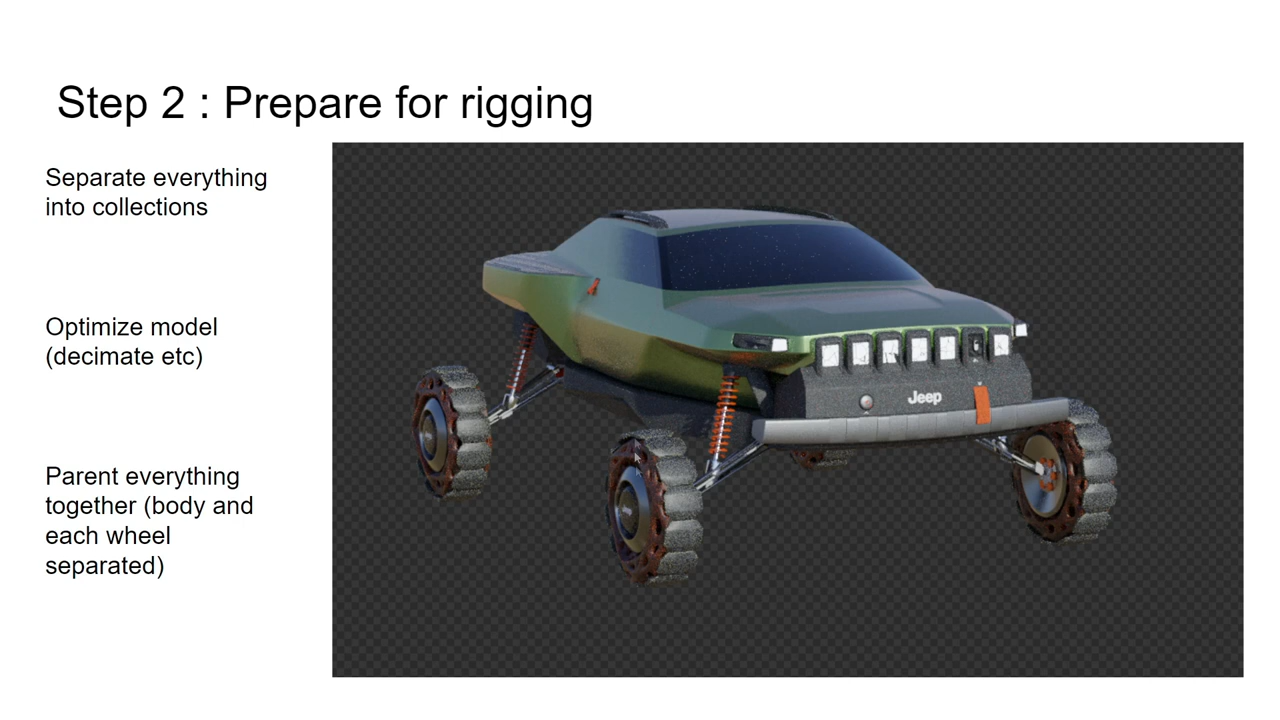 Step 2 : Prepare for rigging
Separate everything
into collections
Optimize model
(decimate etc)
Parent everything
together (body and
each wheel
separated)
Jeep